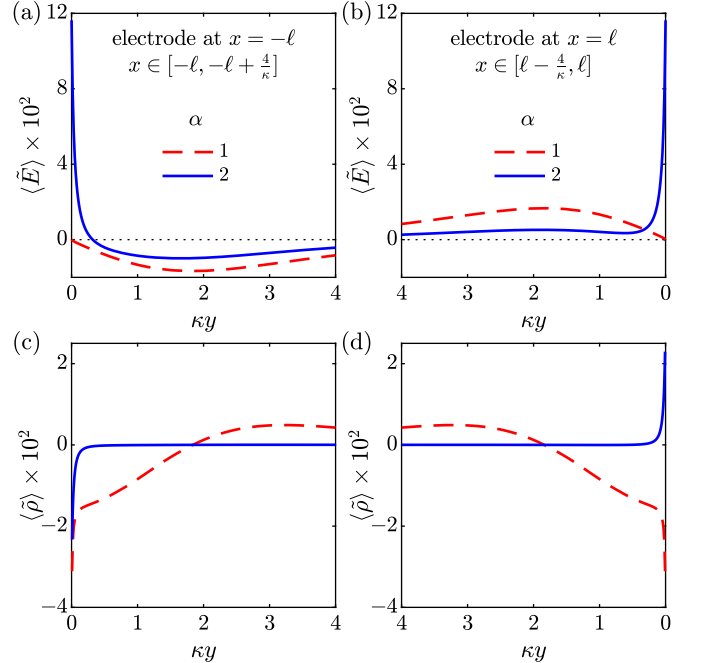 (a)
12
electrode at x = −ℓ
x ∈ [−ℓ, −ℓ + 4/κ]
8
⟨Ẽ⟩ × 10²
α
1
2
4
0
0 1 2 3 4
κy
(b)
12
electrode at x = ℓ
x ∈ [ℓ − 4/κ, ℓ]
8
⟨Ẽ⟩ × 10²
α
1
2
4
0
4 3 2 1 0
κy
(c)
2
0
⟨ρ̃⟩ × 10²
−2
−4
0 1 2 3 4
κy
(d)
2
0
⟨ρ̃⟩ × 10²
−2
−4
4 3 2 1 0
κy